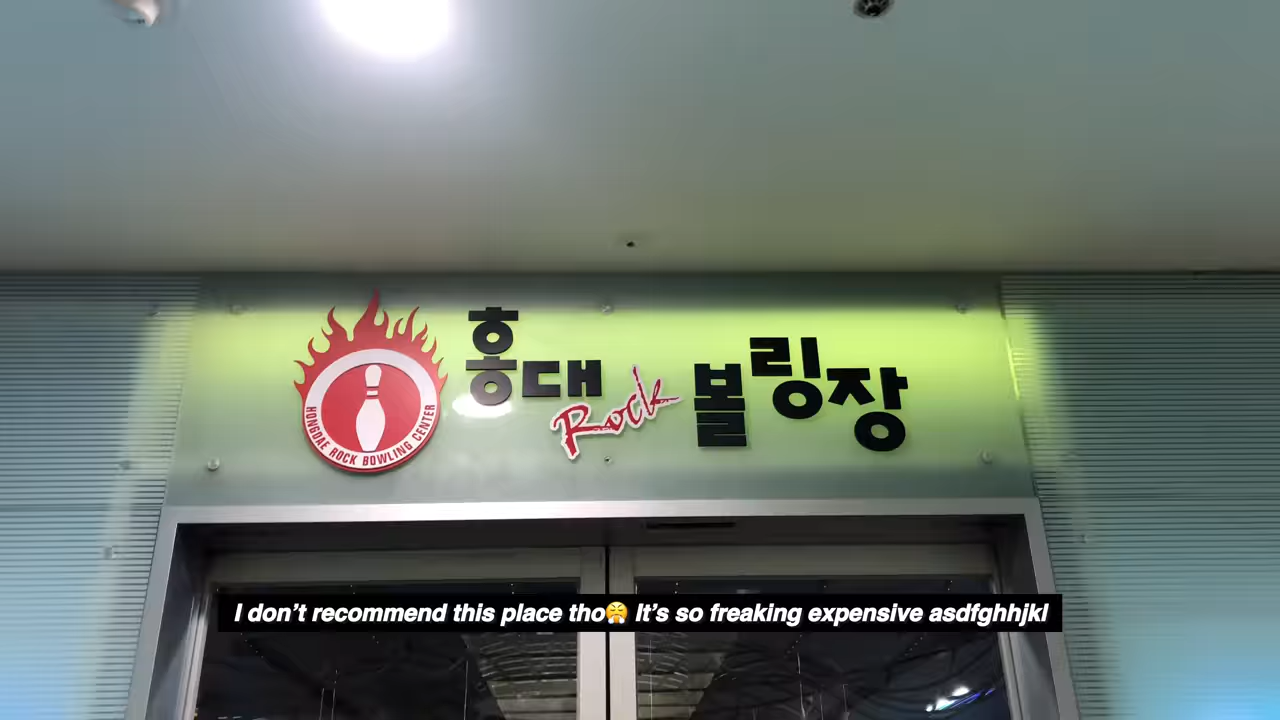 HONGDAE ROCK BOWLING CENTER
홍대 Rock 볼링장
I don't recommend this place tho😤 It's so freaking expensive asdfghhjkl